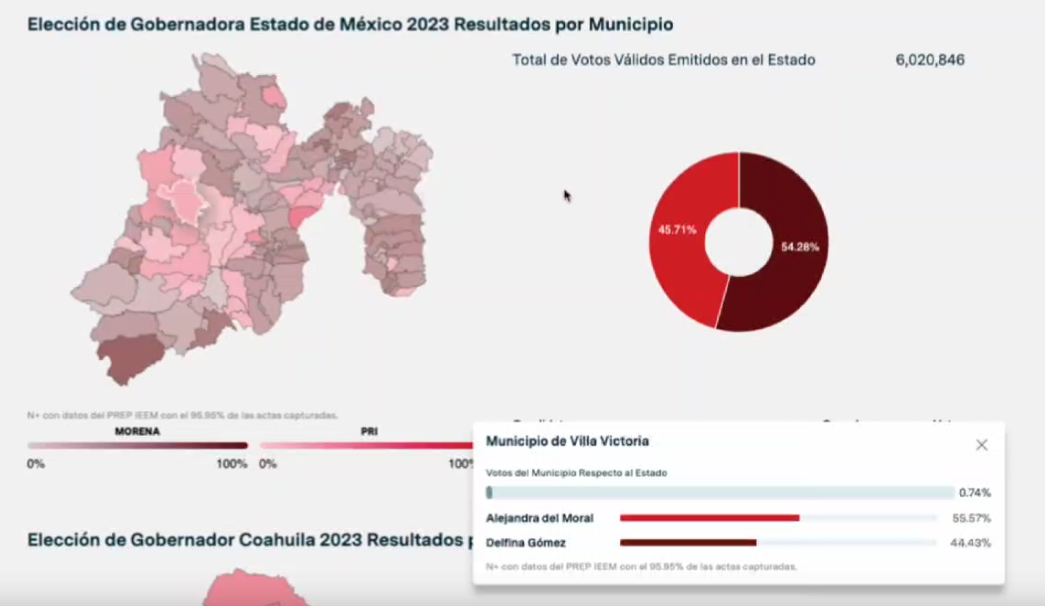 Elección de Gobernadora Estado de México 2023 Resultados por Municipio
Total de Votos Válidos Emitidos en el Estado 6,020,846
45.71%
54.28%
N+ con datos del PREP IEEM con el 95.95% de las actas capturadas.
MORENA PRI
0% 100% 0% 100%
Municipio de Villa Victoria
Votos del Municipio Respecto al Estado
0.74%
Alejandra del Moral 55.57%
Delfina Gómez 44.43%
N+ con datos del PREP IEEM con el 95.95% de las actas capturadas.
Elección de Gobernador Coahuila 2023 Resultados